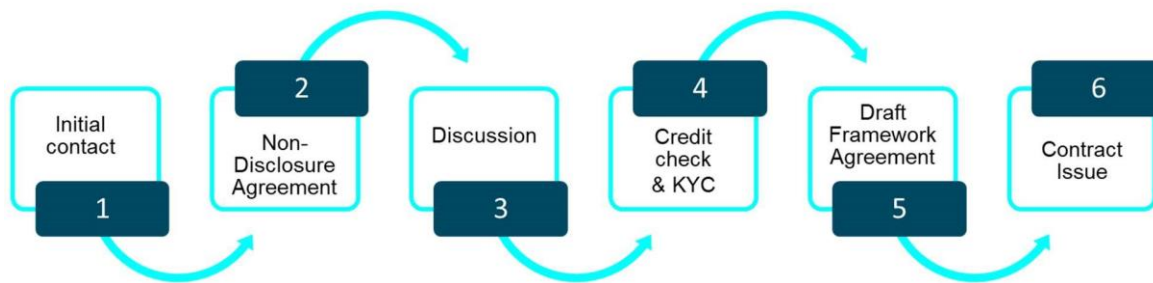 1
Initial
contact
2
Non-
Disclosure
Agreement
3
Discussion
4
Credit
check
& KYC
5
Draft
Framework
Agreement
6
Contract
Issue